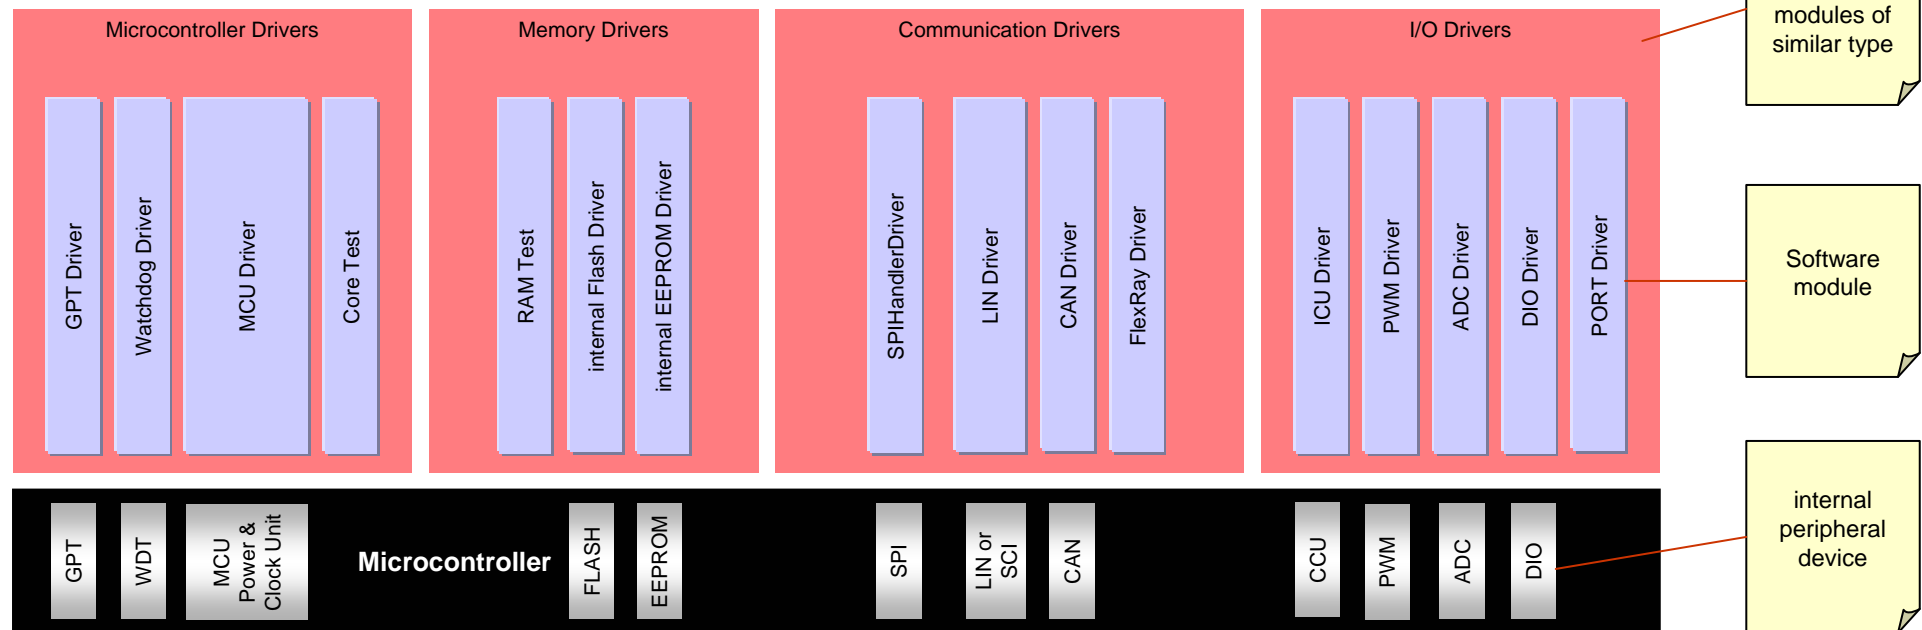 Microcontroller Drivers
Memory Drivers
Communication Drivers
I/O Drivers
modules of
similar type
GPT Driver
Watchdog Driver
MCU Driver
Core Test
RAM Test
internal Flash Driver
internal EEPROM Driver
SPIHandlerDriver
LIN Driver
CAN Driver
FlexRay Driver
ICU Driver
PWM Driver
ADC Driver
DIO Driver
PORT Driver
Software
module
GPT
WDT
MCU
Power &
Clock Unit
Microcontroller
FLASH
EEPROM
SPI
LIN or
SCI
CAN
CCU
PWM
ADC
DIO
internal
peripheral
device